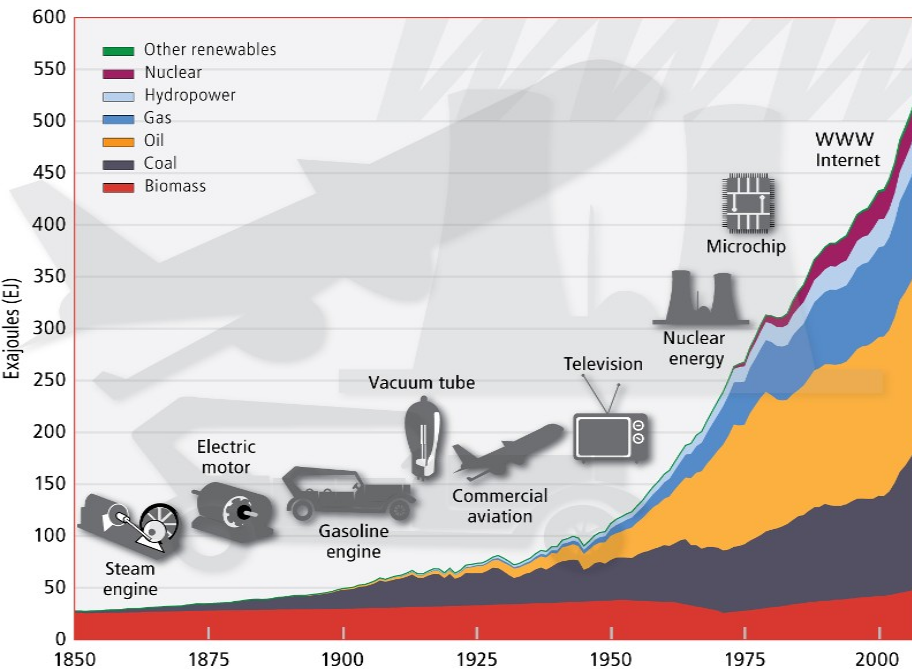 600
550
500
450
400
350
300
250
200
150
100
50
0
Exajoules (EJ)
Other renewables
Nuclear
Hydropower
Gas
Oil
Coal
Biomass
WWW
WWW
Internet
Microchip
Nuclear
energy
Television
Vacuum tube
Commercial
aviation
Electric
motor
Gasoline
engine
Steam
engine
1850
1875
1900
1925
1950
1975
2000